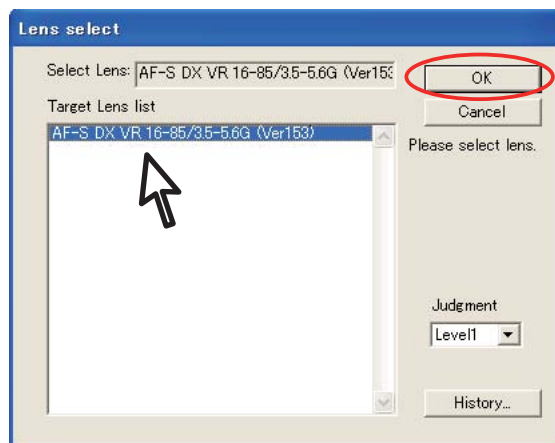 Lens select
Select Lens: AF-S DX VR 16-85/3.5-5.6G (Ver153
OK
Target Lens list
Cancel
AF-S DX VR 16-85/3.5-5.6G (Ver153)
Please select lens.
Judgment
Level1
History...